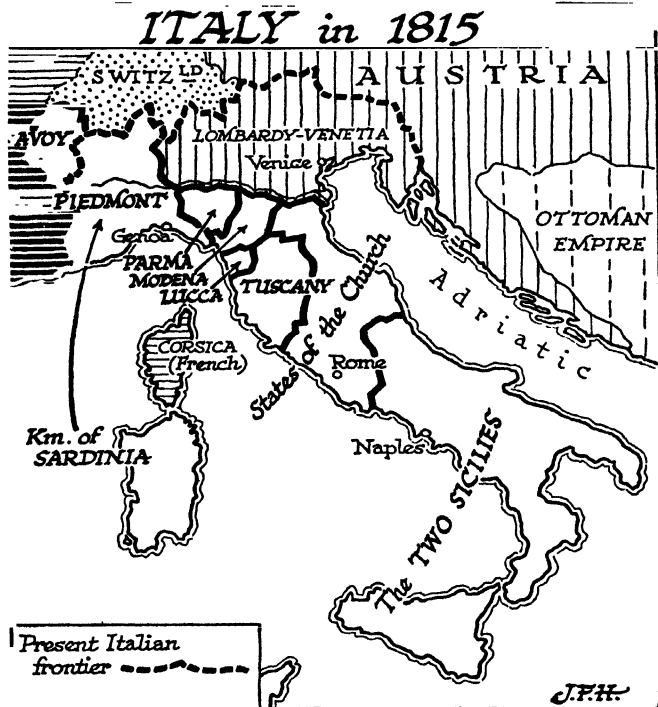 ITALY in 1815
SWITZ LD
AUSTRIA
AVOY
LOMBARDY-VENETIA
Venice
PIEDMONT
OTTOMAN
EMPIRE
Genoa
PARMA
MODENA
LUCCA
TUSCANY
States of the Church
Adriatic
CORSICA
(French)
Rome
Km. of
SARDINIA
Naples
The TWO SICILIES
Present Italian
frontier
J.P.H.